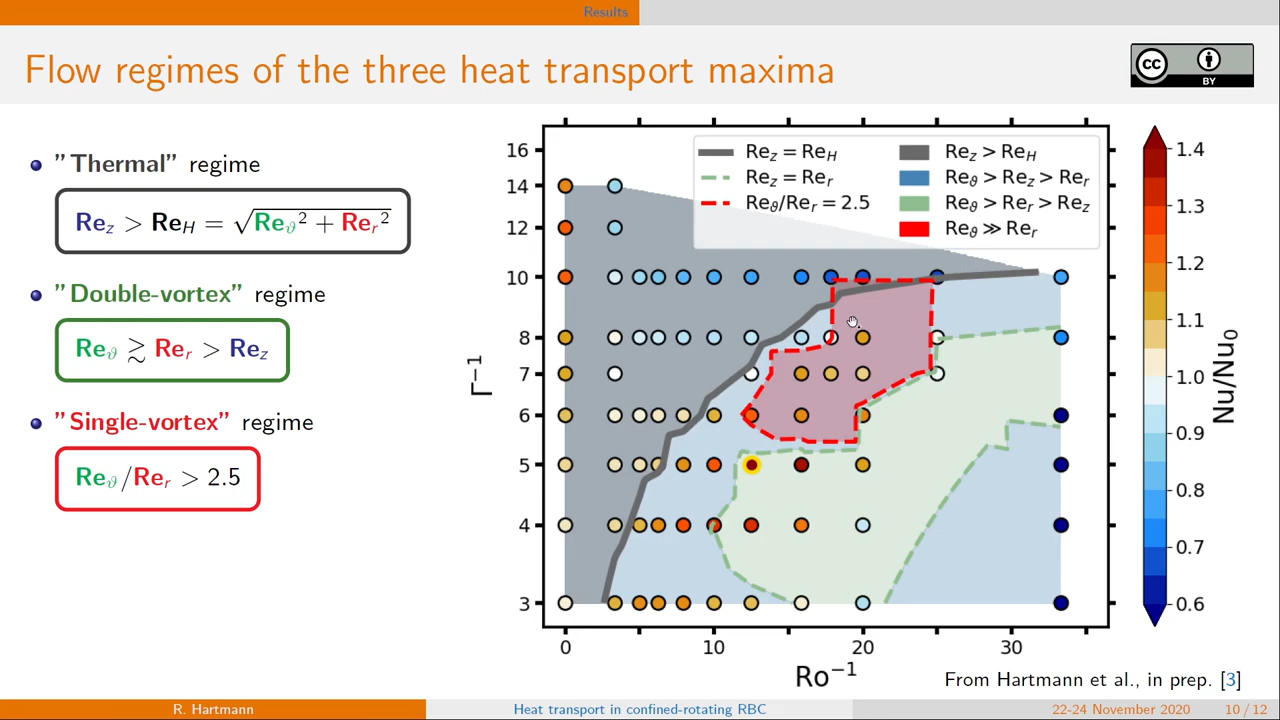 Results
Flow regimes of the three heat transport maxima
cc BY
"Thermal" regime
Re_z > Re_H = √(Re_ϑ² + Re_r²)
"Double-vortex" regime
Re_ϑ ≳ Re_r > Re_z
"Single-vortex" regime
Re_ϑ/Re_r > 2.5
Re_z = Re_H
Re_z = Re_r
Re_ϑ/Re_r = 2.5
Re_z > Re_H
Re_ϑ > Re_z > Re_r
Re_ϑ > Re_r > Re_z
Re_ϑ ≫ Re_r
16
14
12
10
8
7
6
5
4
3
Γ⁻¹
0 10 20 30
Ro⁻¹
1.4
1.3
1.2
1.1
1.0
0.9
0.8
0.7
0.6
Nu/Nu₀
From Hartmann et al., in prep. [3]
R. Hartmann Heat transport in confined-rotating RBC 22-24 November 2020 10 / 12